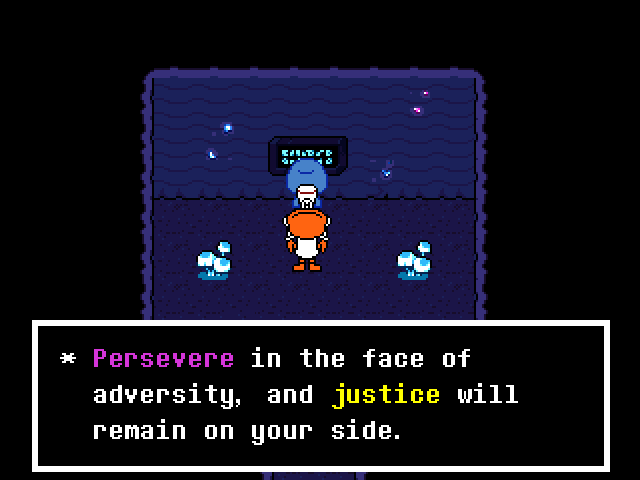 * Persevere in the face of
adversity, and justice will
remain on your side.